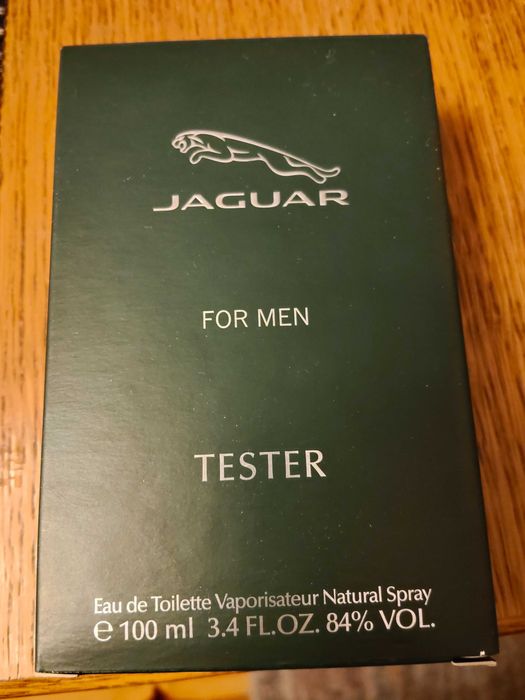 JAGUAR
FOR MEN
TESTER
Eau de Toilette Vaporisateur Natural Spray
℮ 100 ml 3.4 FL.OZ. 84% VOL.